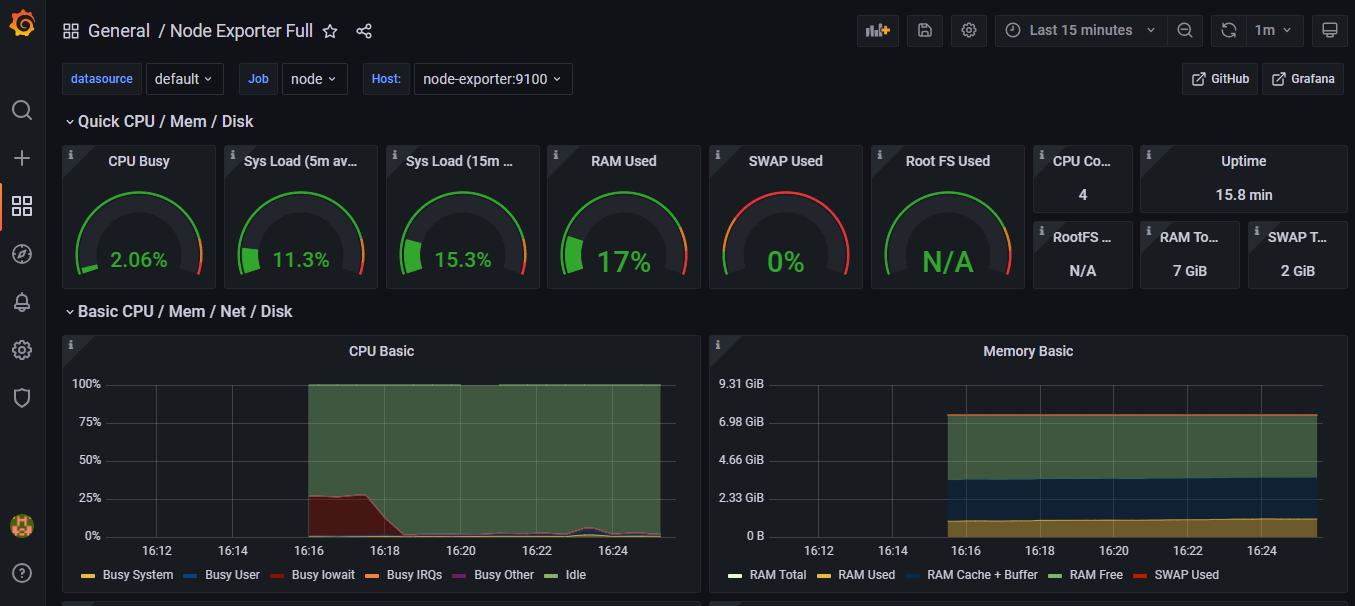 General / Node Exporter Full
Last 15 minutes
1m
datasource default Job node Host: node-exporter:9100
GitHub Grafana
Quick CPU / Mem / Disk
CPU Busy
2.06%
Sys Load (5m av...
11.3%
Sys Load (15m ...
15.3%
RAM Used
17%
SWAP Used
0%
Root FS Used
N/A
CPU Co...
4
Uptime
15.8 min
RootFS ...
N/A
RAM To...
7 GiB
SWAP T...
2 GiB
Basic CPU / Mem / Net / Disk
CPU Basic
100%
75%
50%
25%
0%
16:12 16:14 16:16 16:18 16:20 16:22 16:24
Busy System Busy User Busy Iowait Busy IRQs Busy Other Idle
Memory Basic
9.31 GiB
6.98 GiB
4.66 GiB
2.33 GiB
0 B
16:12 16:14 16:16 16:18 16:20 16:22 16:24
RAM Total RAM Used RAM Cache + Buffer RAM Free SWAP Used